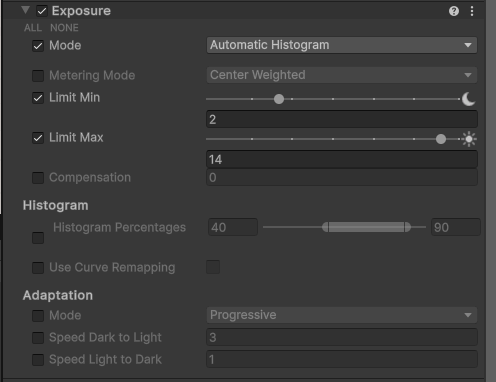 Exposure
ALL NONE
Mode Automatic Histogram
Metering Mode Center Weighted
Limit Min
2
Limit Max
14
Compensation 0
Histogram
Histogram Percentages 40 90
Use Curve Remapping
Adaptation
Mode Progressive
Speed Dark to Light 3
Speed Light to Dark 1